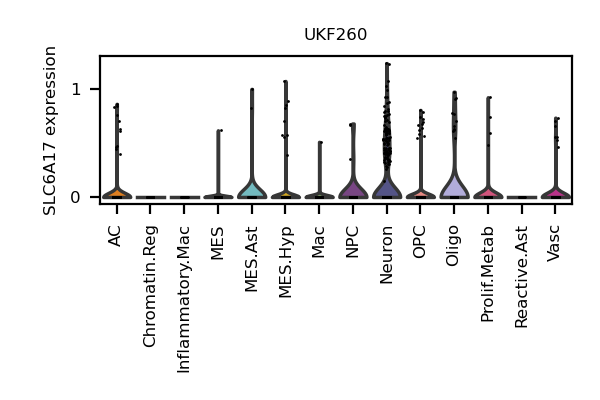 UKF260
SLC6A17 expression
1
0
AC
Chromatin.Reg
Inflammatory.Mac
MES
MES.Ast
MES.Hyp
Mac
NPC
Neuron
OPC
Oligo
Prolif.Metab
Reactive.Ast
Vasc